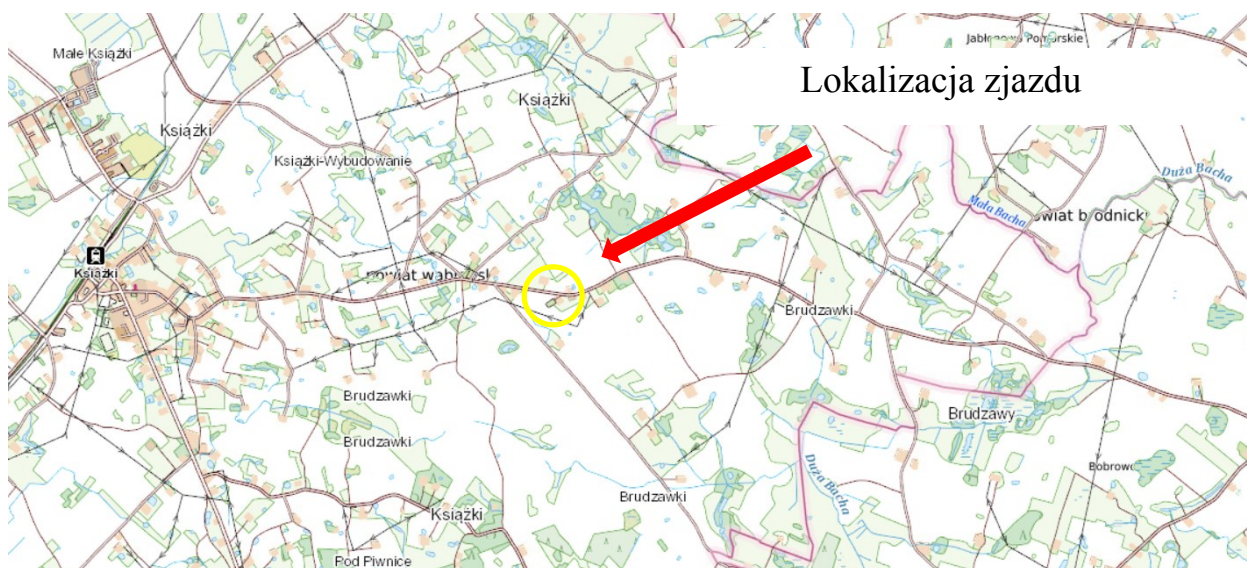 Małe Książki
Jabłonowo Pomorskie
Lokalizacja zjazdu
Książki
Książki
Książki-Wybudowanie
Duża Bacha
Mała Bacha
powiat brodnicki
Książki
powiat wąbrzeski
Brudzawki
Brudzawki
Brudzawy
Brudzawki
Bobrowo
Duża Bacha
Brudzawki
Książki
Pod Piwnice